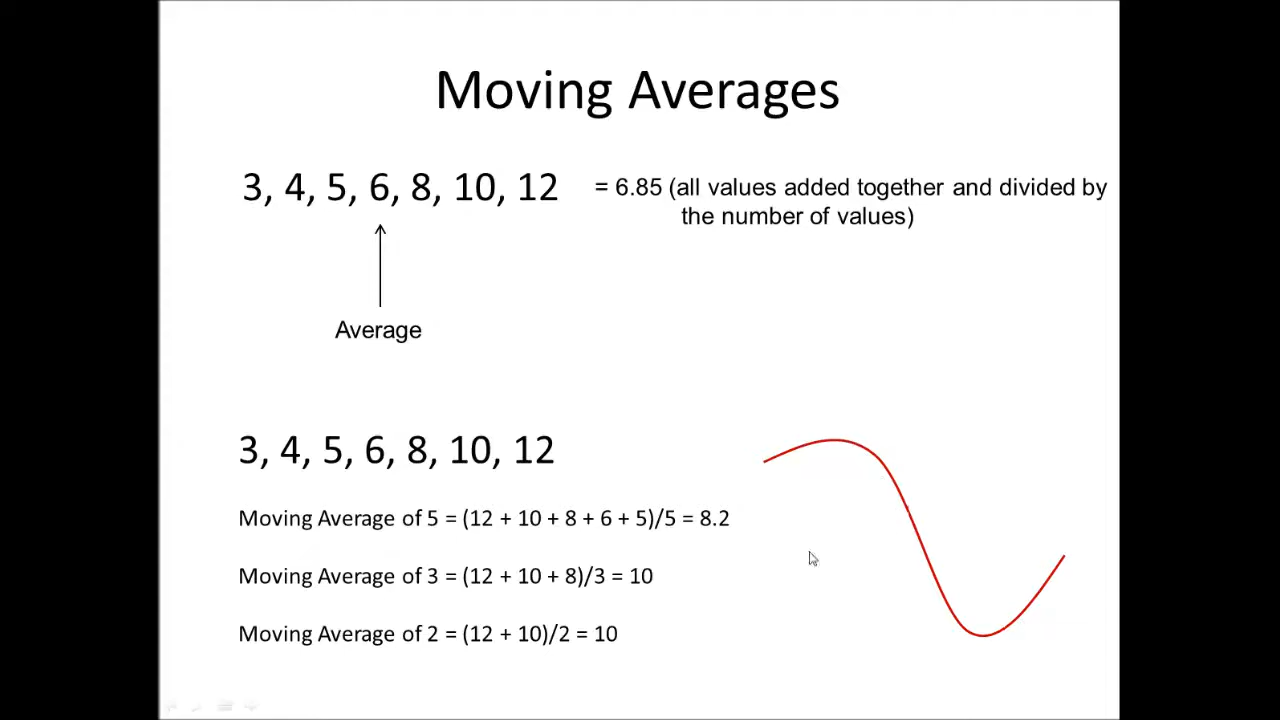 Moving Averages
3, 4, 5, 6, 8, 10, 12
= 6.85 (all values added together and divided by
the number of values)
Average
3, 4, 5, 6, 8, 10, 12
Moving Average of 5 = (12 + 10 + 8 + 6 + 5)/5 = 8.2
Moving Average of 3 = (12 + 10 + 8)/3 = 10
Moving Average of 2 = (12 + 10)/2 = 10